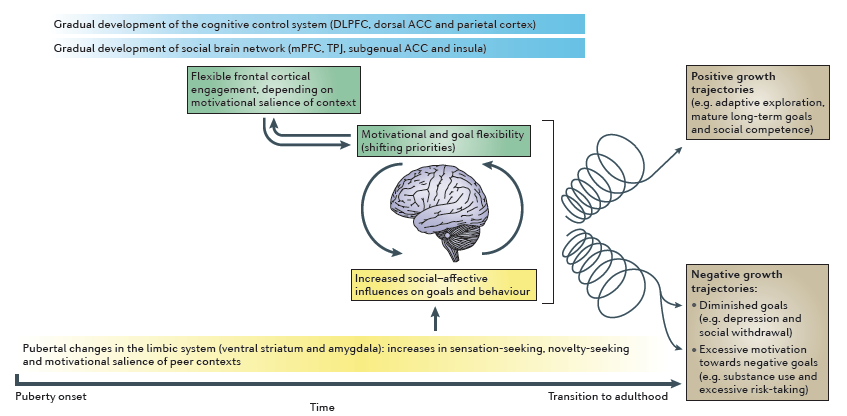 Gradual development of the cognitive control system (DLPFC, dorsal ACC and parietal cortex)
Gradual development of social brain network (mPFC, TPJ, subgenual ACC and insula)
Flexible frontal cortical
engagement, depending on
motivational salience of context
Motivational and goal flexibility
(shifting priorities)
Increased social–affective
influences on goals and behaviour
Pubertal changes in the limbic system (ventral striatum and amygdala): increases in sensation-seeking, novelty-seeking
and motivational salience of peer contexts
Puberty onset
Time
Transition to adulthood
Positive growth
trajectories
(e.g. adaptive exploration,
mature long-term goals
and social competence)
Negative growth
trajectories:
• Diminished goals
(e.g. depression and
social withdrawal)
• Excessive motivation
towards negative goals
(e.g. substance use and
excessive risk-taking)